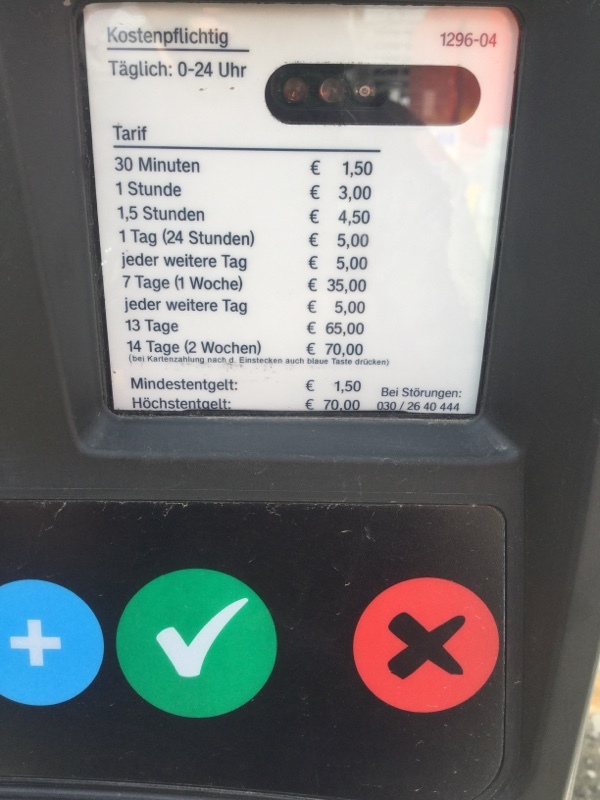 Kostenpflichtig 1296-04
Täglich: 0-24 Uhr
Tarif
30 Minuten € 1,50
1 Stunde € 3,00
1,5 Stunden € 4,50
1 Tag (24 Stunden) € 5,00
jeder weitere Tag € 5,00
7 Tage (1 Woche) € 35,00
jeder weitere Tag € 5,00
13 Tage € 65,00
14 Tage (2 Wochen) € 70,00
(bei Kartenzahlung nach d. Einstecken auch blaue Taste drücken)
Mindestentgelt: € 1,50 Bei Störungen:
Höchstentgelt: € 70,00 030 / 26 40 444